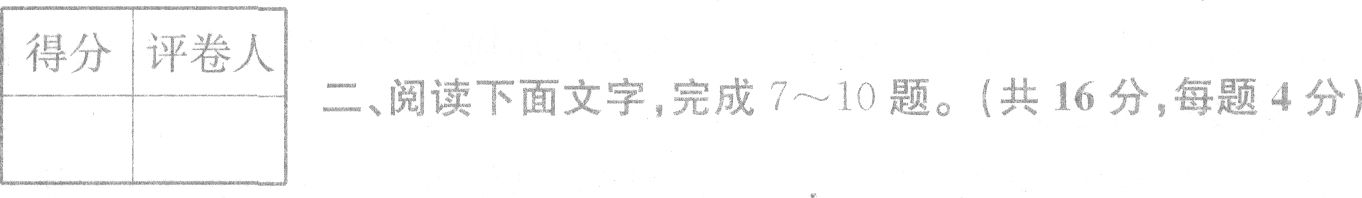 得分 评卷人
二、阅读下面文字,完成 7～10 题。(共 16 分,每题 4 分)